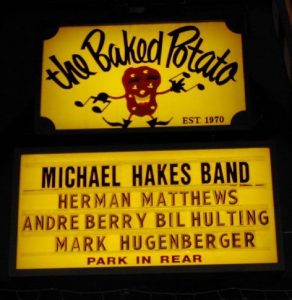 the Baked Potato
EST. 1970
MICHAEL HAKES BAND
HERMAN MATTHEWS
ANDRE BERRY BIL HULTING
MARK HUGENBERGER
PARK IN REAR